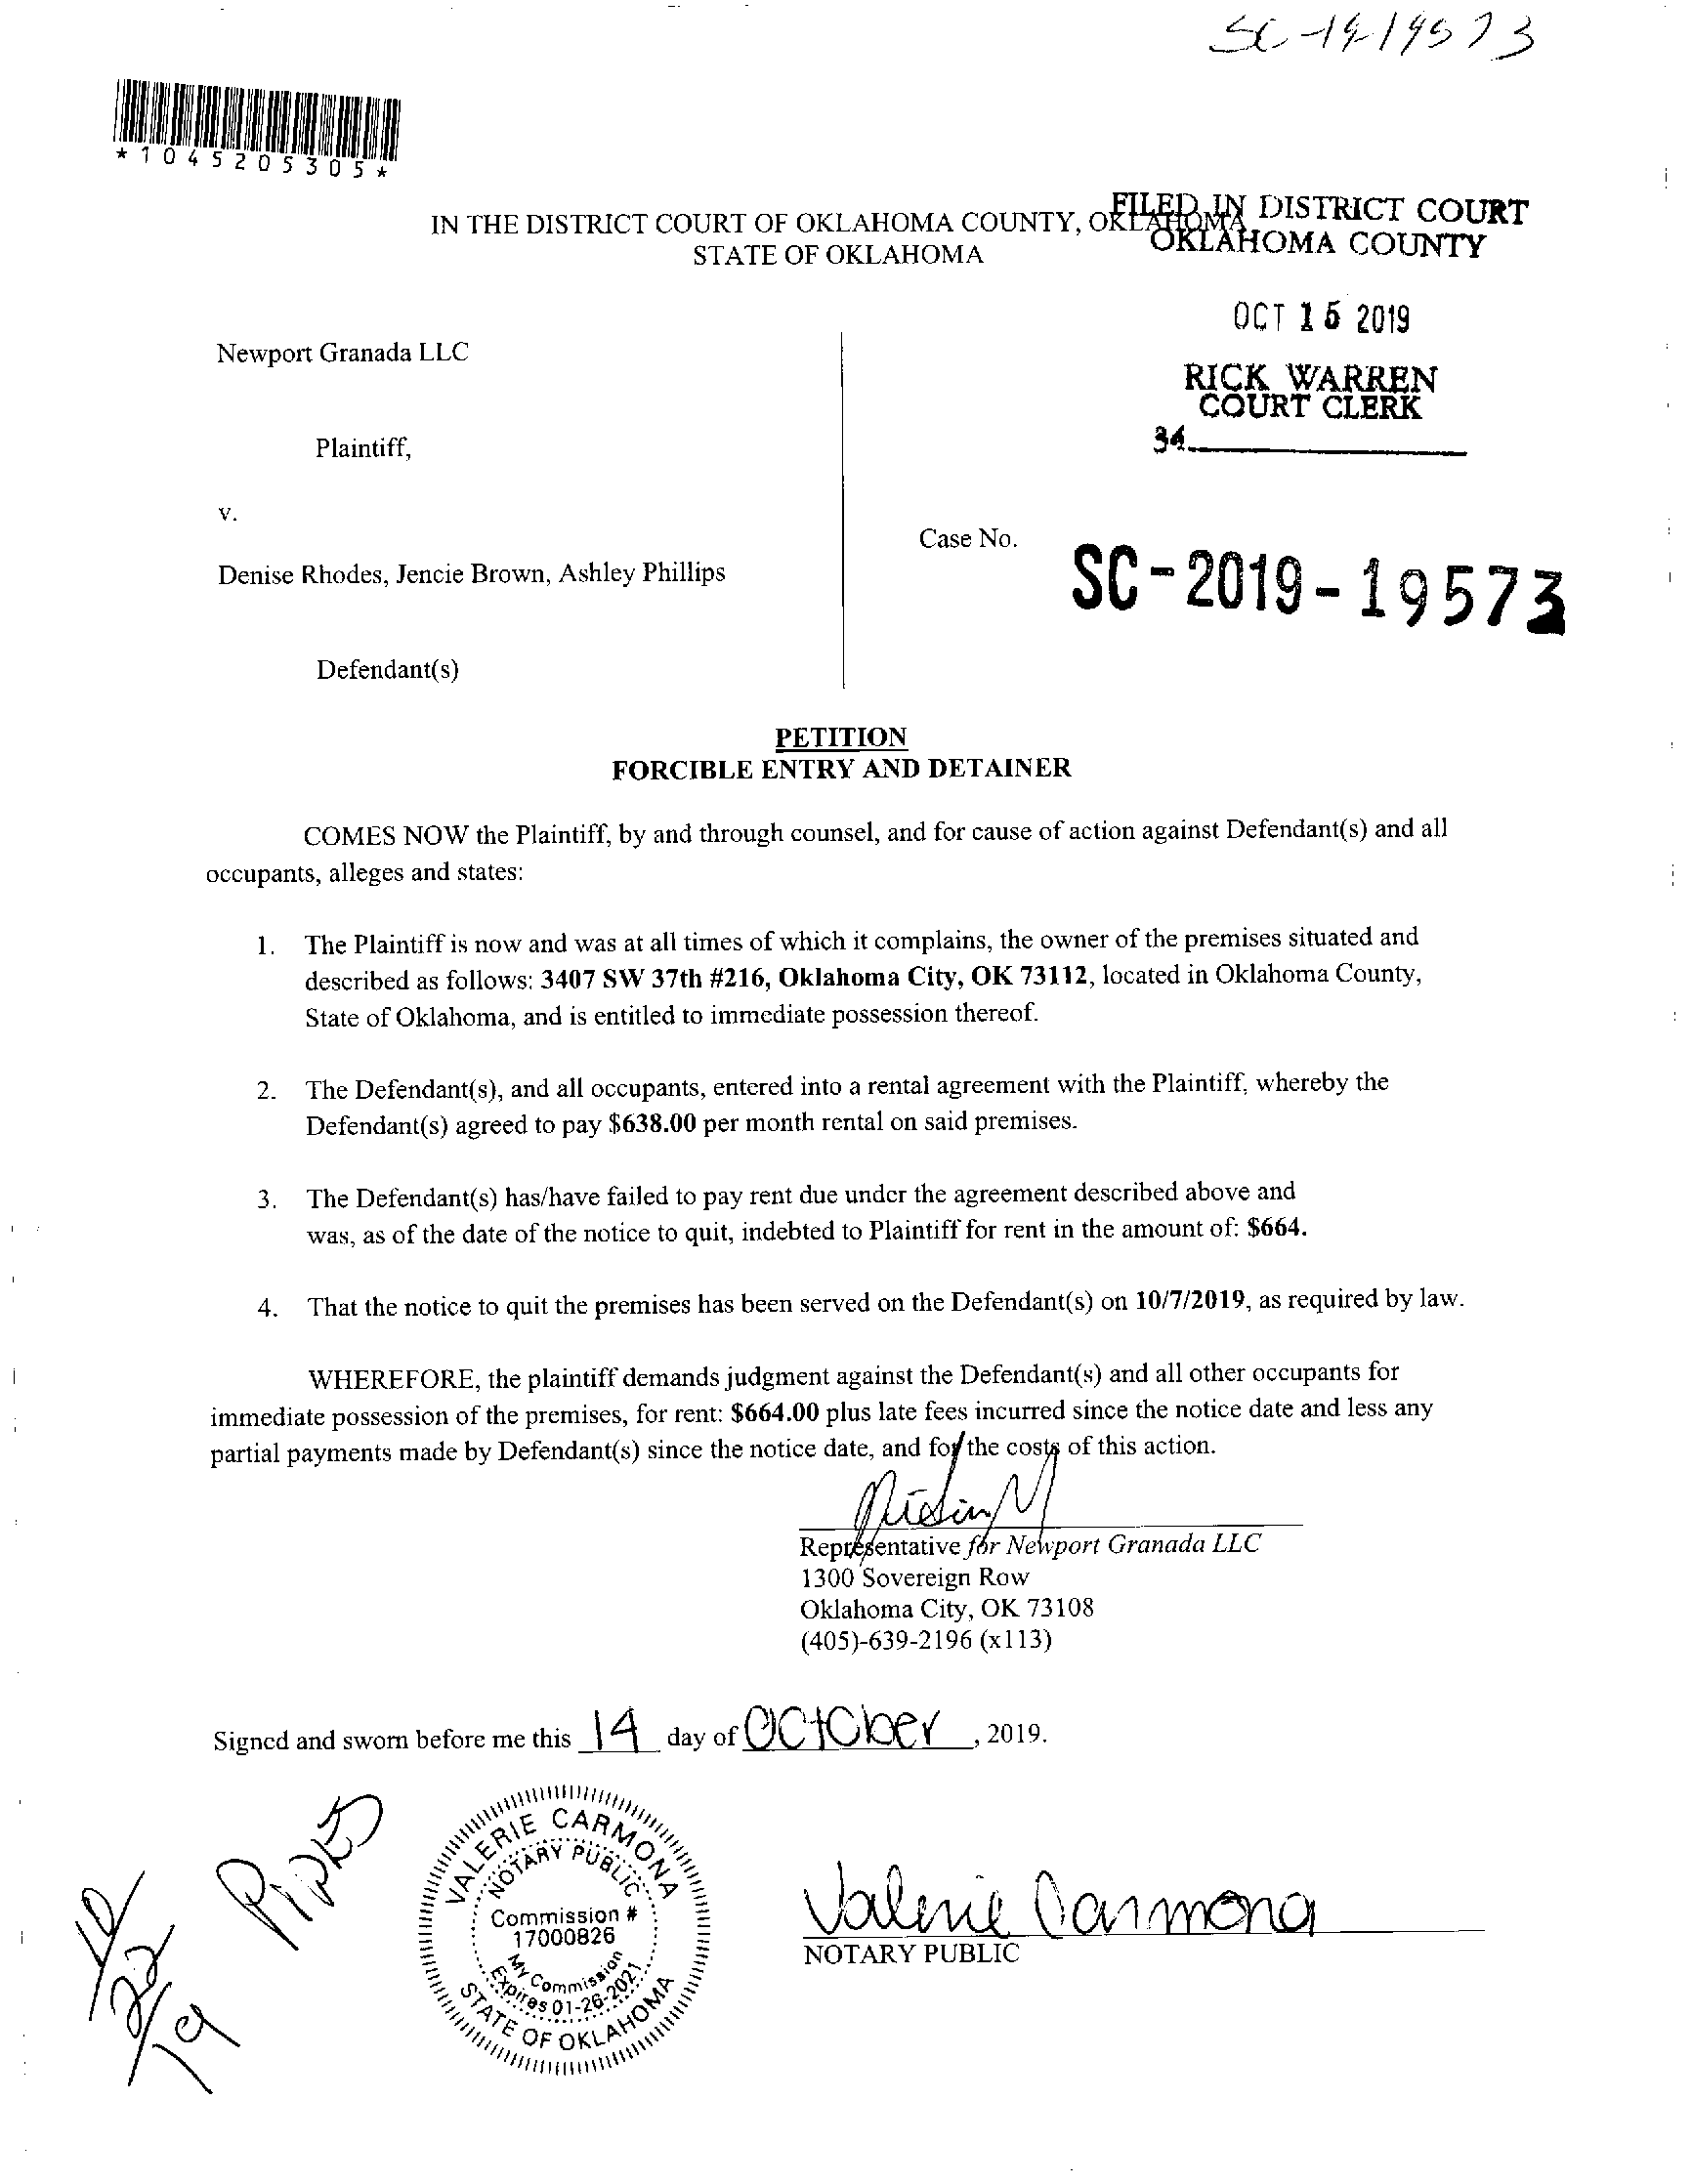 SC-19-19573
*1045205305*
IN THE DISTRICT COURT OF OKLAHOMA COUNTY, OKLAHOMA
STATE OF OKLAHOMA
FILED IN DISTRICT COURT
OKLAHOMA COUNTY
OCT 15 2019
RICK WARREN
COURT CLERK
34
Newport Granada LLC
Plaintiff,
v.
Case No.
SC-2019-19573
Denise Rhodes, Jencie Brown, Ashley Phillips
Defendant(s)
PETITION
FORCIBLE ENTRY AND DETAINER
COMES NOW the Plaintiff, by and through counsel, and for cause of action against Defendant(s) and all
occupants, alleges and states:
1. The Plaintiff is now and was at all times of which it complains, the owner of the premises situated and
described as follows: 3407 SW 37th #216, Oklahoma City, OK 73112, located in Oklahoma County,
State of Oklahoma, and is entitled to immediate possession thereof.
2. The Defendant(s), and all occupants, entered into a rental agreement with the Plaintiff, whereby the
Defendant(s) agreed to pay $638.00 per month rental on said premises.
3. The Defendant(s) has/have failed to pay rent due under the agreement described above and
was, as of the date of the notice to quit, indebted to Plaintiff for rent in the amount of: $664.
4. That the notice to quit the premises has been served on the Defendant(s) on 10/7/2019, as required by law.
WHEREFORE, the plaintiff demands judgment against the Defendant(s) and all other occupants for
immediate possession of the premises, for rent: $664.00 plus late fees incurred since the notice date and less any
partial payments made by Defendant(s) since the notice date, and for the costs of this action.
Representative for Newport Granada LLC
1300 Sovereign Row
Oklahoma City, OK 73108
(405)-639-2196 (x113)
Signed and sworn before me this 14 day of October, 2019.
VALERIE CARMONA
NOTARY PUBLIC
Commission #
17000826
My Commission
Expires 01-26-2021
STATE OF OKLAHOMA
Valerie Carmona
NOTARY PUBLIC
10/22/19